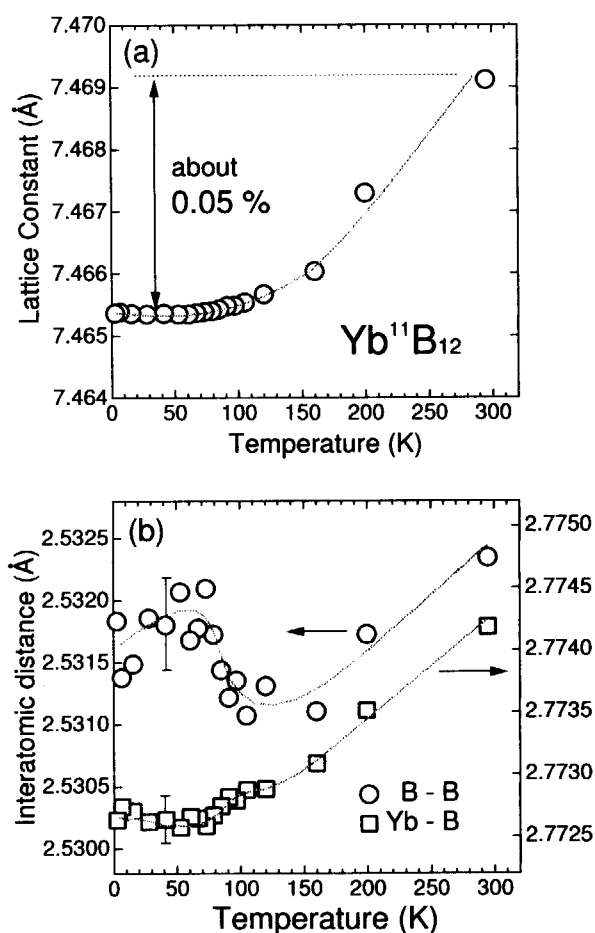 (a)
7.470
7.469
7.468
7.467
7.466
7.465
7.464
Lattice Constant (Å)
about
0.05 %
Yb¹¹B₁₂
0 50 100 150 200 250 300
Temperature (K)
(b)
2.5325
2.5320
2.5315
2.5310
2.5305
2.5300
Interatomic distance (Å)
2.7750
2.7745
2.7740
2.7735
2.7730
2.7725
B - B
Yb - B
0 50 100 150 200 250 300
Temperature (K)